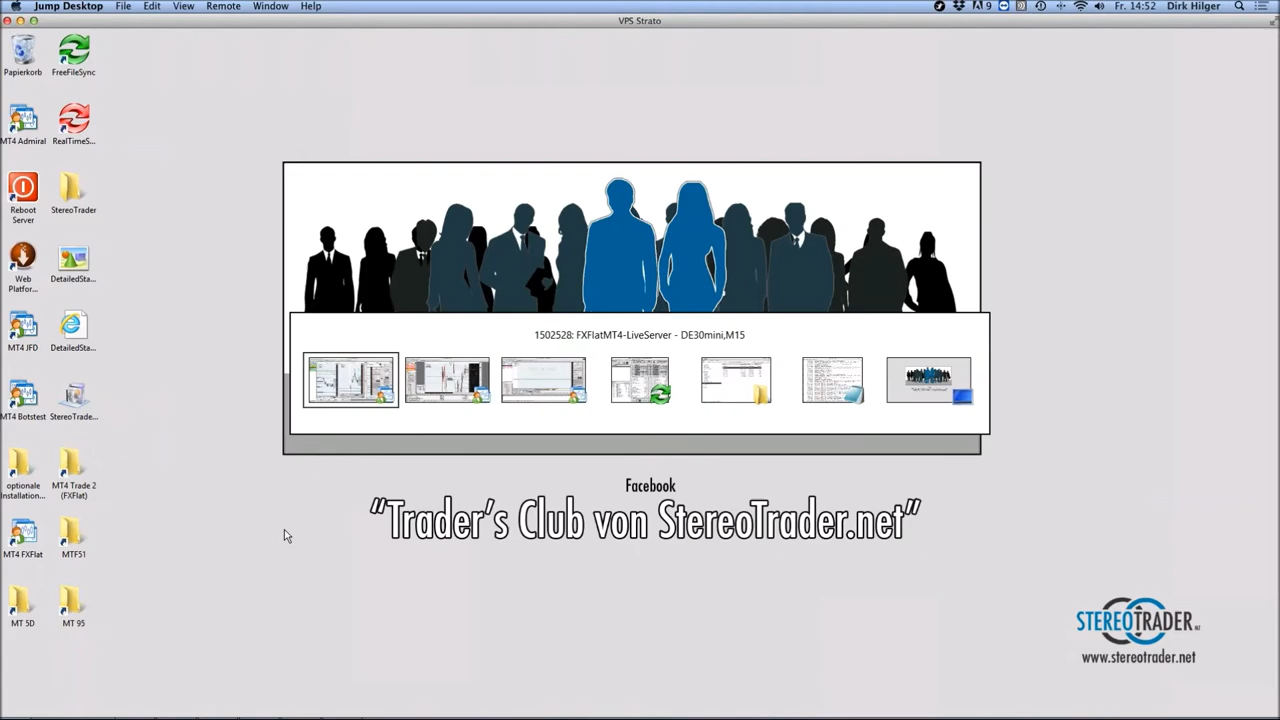 Jump Desktop File Edit View Remote Window Help 9 Fr. 14:52 Dirk Hilger
VPS Strato
Papierkorb
FreeFileSync
MT4 Admiral
RealTimeS...
Reboot
Server
StereoTrader
Web
Platfor...
DetailedSta...
MT4 JFD
DetailedSta...
MT4 Botstest
StereoTrade...
optionale
Installation...
MT4 Trade 2
(FXFlat)
MT4 FXFlat
MTF51
MT 5D
MT 95
1502528: FXFlatMT4-LiveServer - DE30mini,M15
Facebook
“Trader’s Club von StereoTrader.net”
STEREOTRADER.NET
www.stereotrader.net